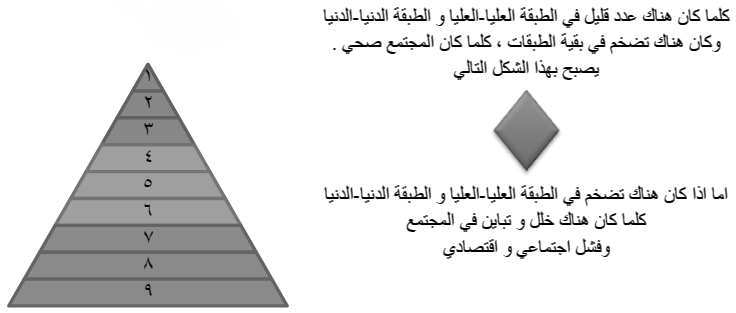 كلما كان هناك عدد قليل في الطبقة العليا-العليا و الطبقة الدنيا-الدنيا
وكان هناك تضخم في بقية الطبقات ، كلما كان المجتمع صحي .
يصبح بهذا الشكل التالي
اما اذا كان هناك تضخم في الطبقة العليا-العليا و الطبقة الدنيا-الدنيا
كلما كان هناك خلل و تباين في المجتمع
وفشل اجتماعي و اقتصادي
١
٢
٣
٤
٥
٦
٧
٨
٩